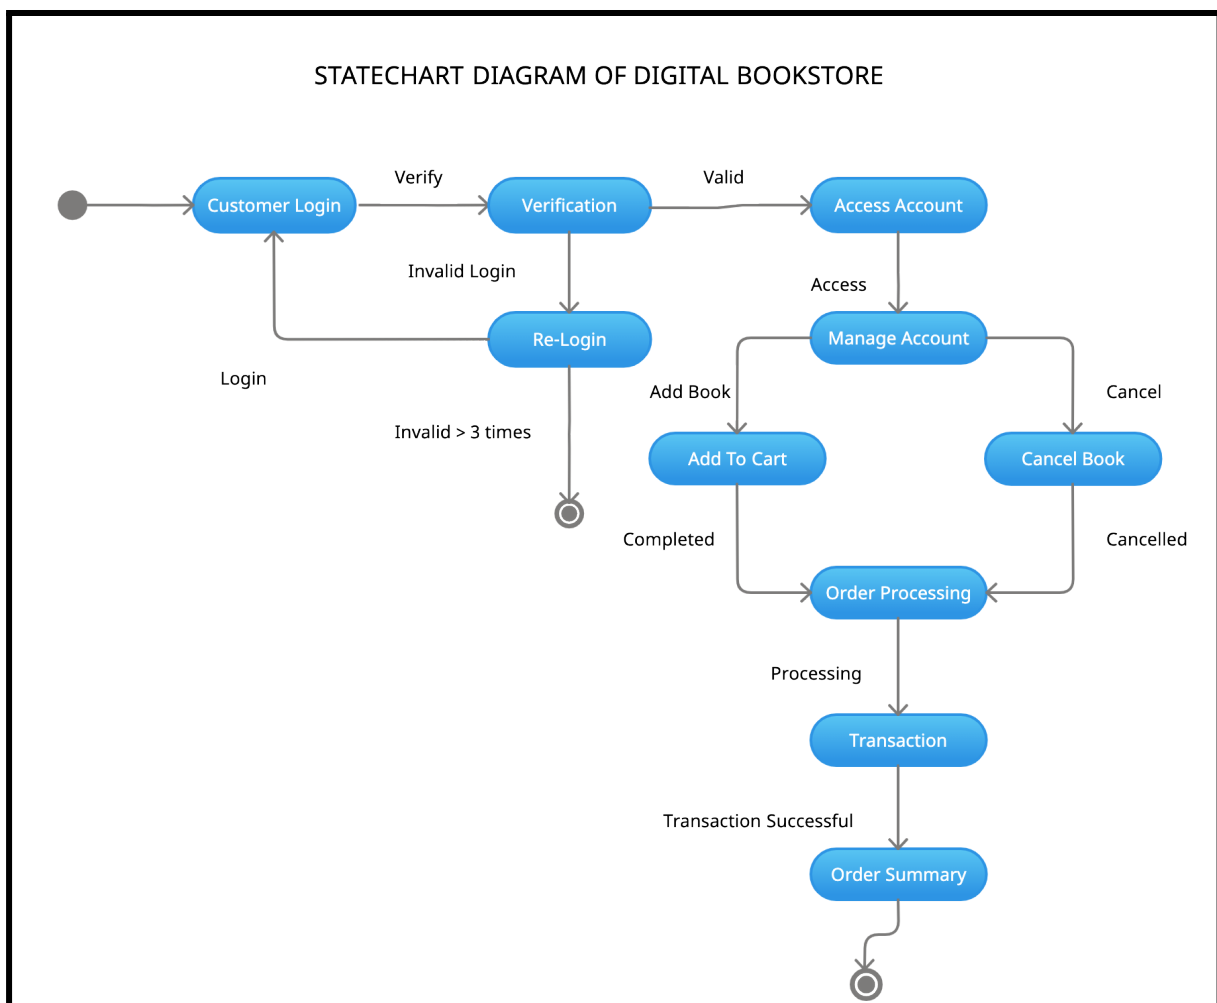 STATECHART DIAGRAM OF DIGITAL BOOKSTORE
Verify
Valid
Customer Login
Verification
Access Account
Invalid Login
Access
Re-Login
Manage Account
Login
Add Book
Cancel
Invalid > 3 times
Add To Cart
Cancel Book
Completed
Cancelled
Order Processing
Processing
Transaction
Transaction Successful
Order Summary